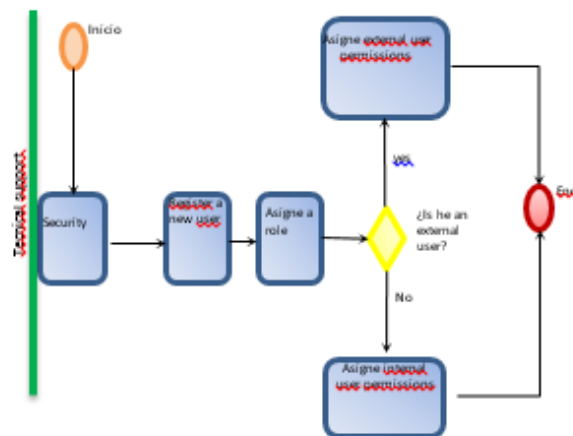 Inicio
Asigne external user
permissions
Tecnical support
yes
Security
Register a
new user
Asigne a
role
¿Is he an
external
user?
No
Asigne internal
user permissions